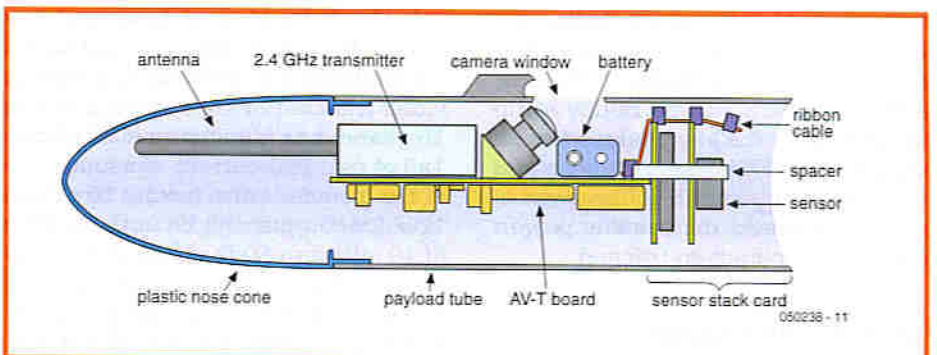 antenna
2.4 GHz transmitter
camera window
battery
ribbon
cable
spacer
sensor
plastic nose cone
payload tube
AV-T board
sensor stack card
050238 - 11